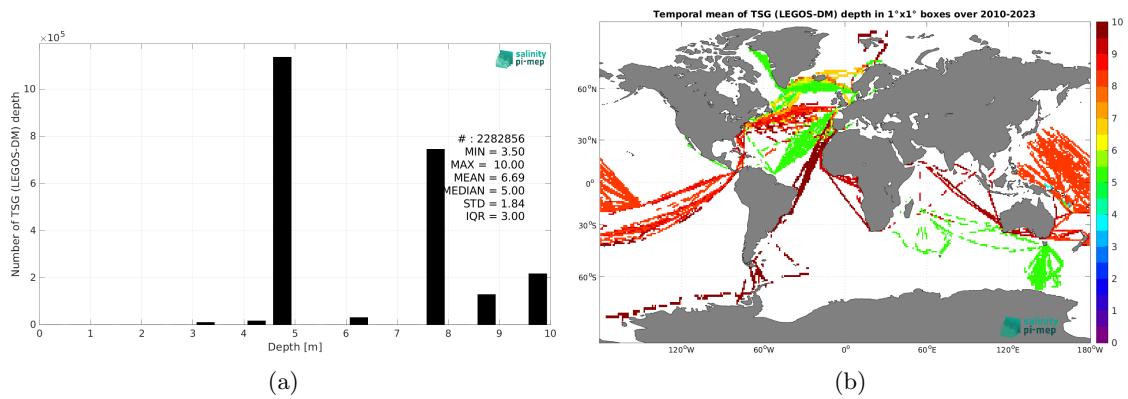 ×10⁵
salinity
pi-mep
Number of TSG (LEGOS-DM) depth
10
8
6
4
2
0
# : 2282856
MIN = 3.50
MAX = 10.00
MEAN = 6.69
MEDIAN = 5.00
STD = 1.84
IQR = 3.00
0 1 2 3 4 5 6 7 8 9 10
Depth [m]
(a)
Temporal mean of TSG (LEGOS-DM) depth in 1°x1° boxes over 2010-2023
60°N
30°N
0°
30°S
60°S
120°W 60°W 0° 60°E 120°E 180°W
salinity
pi-mep
10
9
8
7
6
5
4
3
2
1
0
(b)